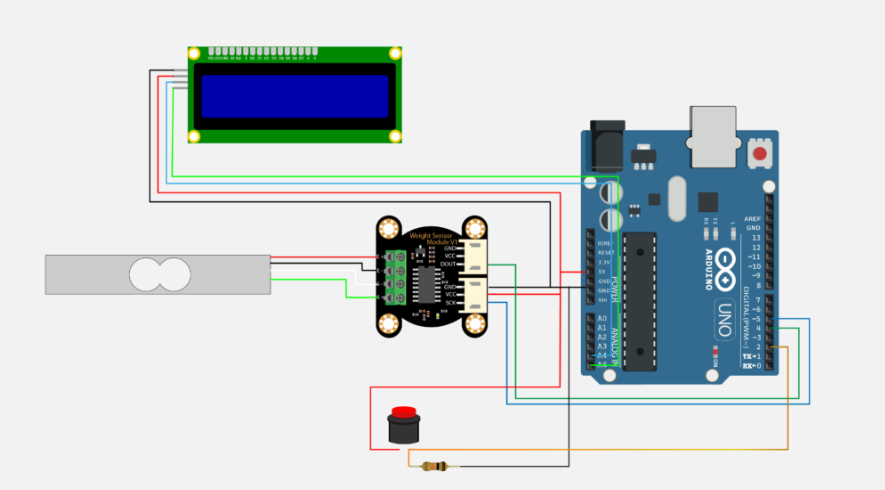 Weight Sensor
Module V1
GND
VCC
DOUT
GND
VCC
SCK
IOREF
RESET
3.3V
5V
GND
GND
Vin
POWER
A0
A1
A2
A3
A4
A5
ANALOG IN
AREF
GND
13
12
~11
~10
~9
8
7
~6
~5
4
~3
2
TX→1
RX←0
DIGITAL (PWM~)
RX
TX
L
ARDUINO
UNO
ON